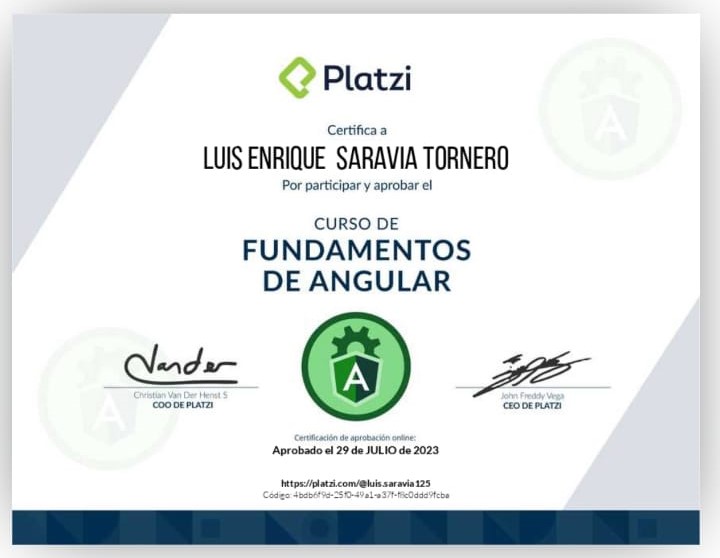 Platzi
Certifica a
LUIS ENRIQUE SARAVIA TORNERO
Por participar y aprobar el
CURSO DE
FUNDAMENTOS
DE ANGULAR
Vander
Christian Van Der Henst S
COO DE PLATZI
A
John Freddy Vega
CEO DE PLATZI
Certificación de aprobación online:
Aprobado el 29 de JULIO de 2023
https://platzi.com/@luis.saravia125
Código: 4bdb6f9d-25f0-49a1-a37f-f8c0ddd9fcba